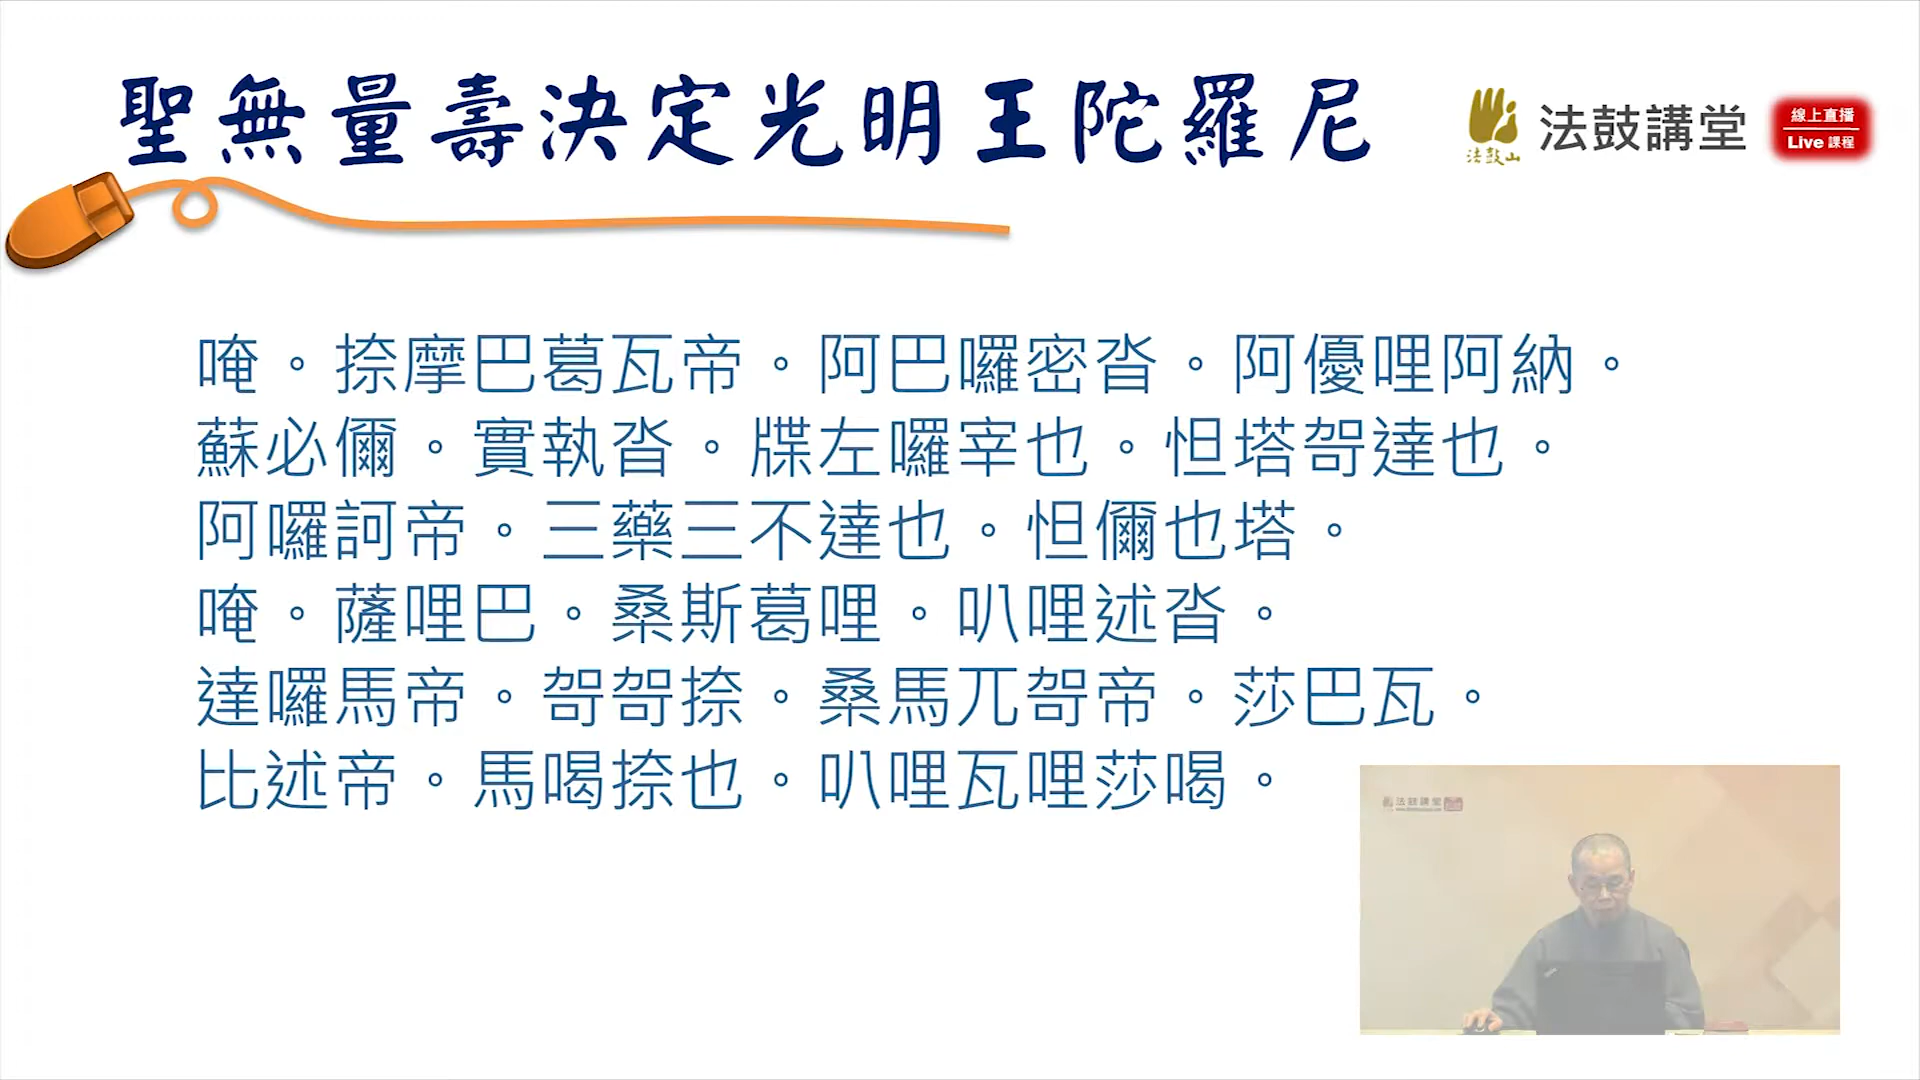 聖無量壽決定光明王陀羅尼
法鼓山
法鼓講堂
線上直播
Live 課程
唵。捺摩巴葛瓦帝。阿巴囉密沓。阿優哩阿納。
蘇必儞。實執沓。牒左囉宰也。怛塔哿達也。
阿囉訶帝。三藥三不達也。怛儞也塔。
唵。薩哩巴。桑斯葛哩。叭哩述沓。
達囉馬帝。哿哿捺。桑馬兀哿帝。莎巴瓦。
比述帝。馬喝捺也。叭哩瓦哩莎喝。
法鼓講堂